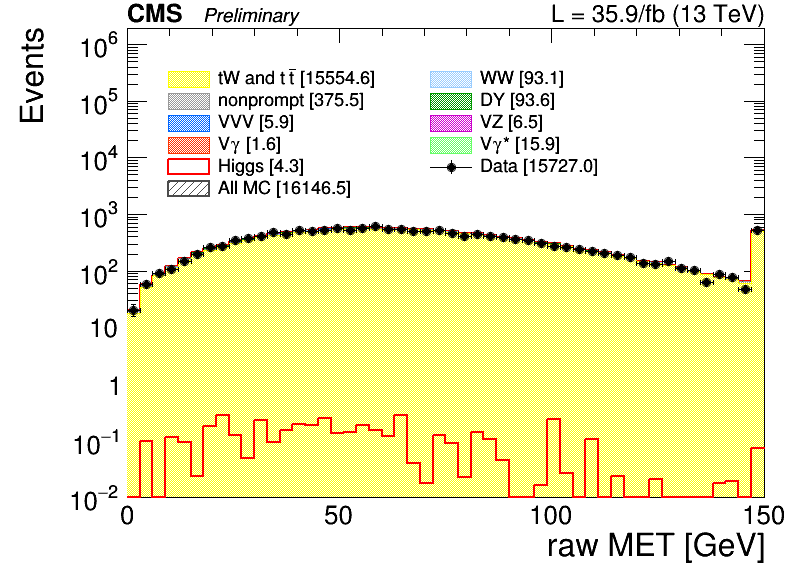 CMS Preliminary L = 35.9/fb (13 TeV)
Events
10⁶
10⁵
10⁴
10³
10²
10
1
10⁻¹
10⁻²
tW and t t̄ [15554.6] WW [93.1]
nonprompt [375.5] DY [93.6]
VVV [5.9] VZ [6.5]
Vγ [1.6] Vγ* [15.9]
Higgs [4.3] Data [15727.0]
All MC [16146.5]
0 50 100 150
raw MET [GeV]